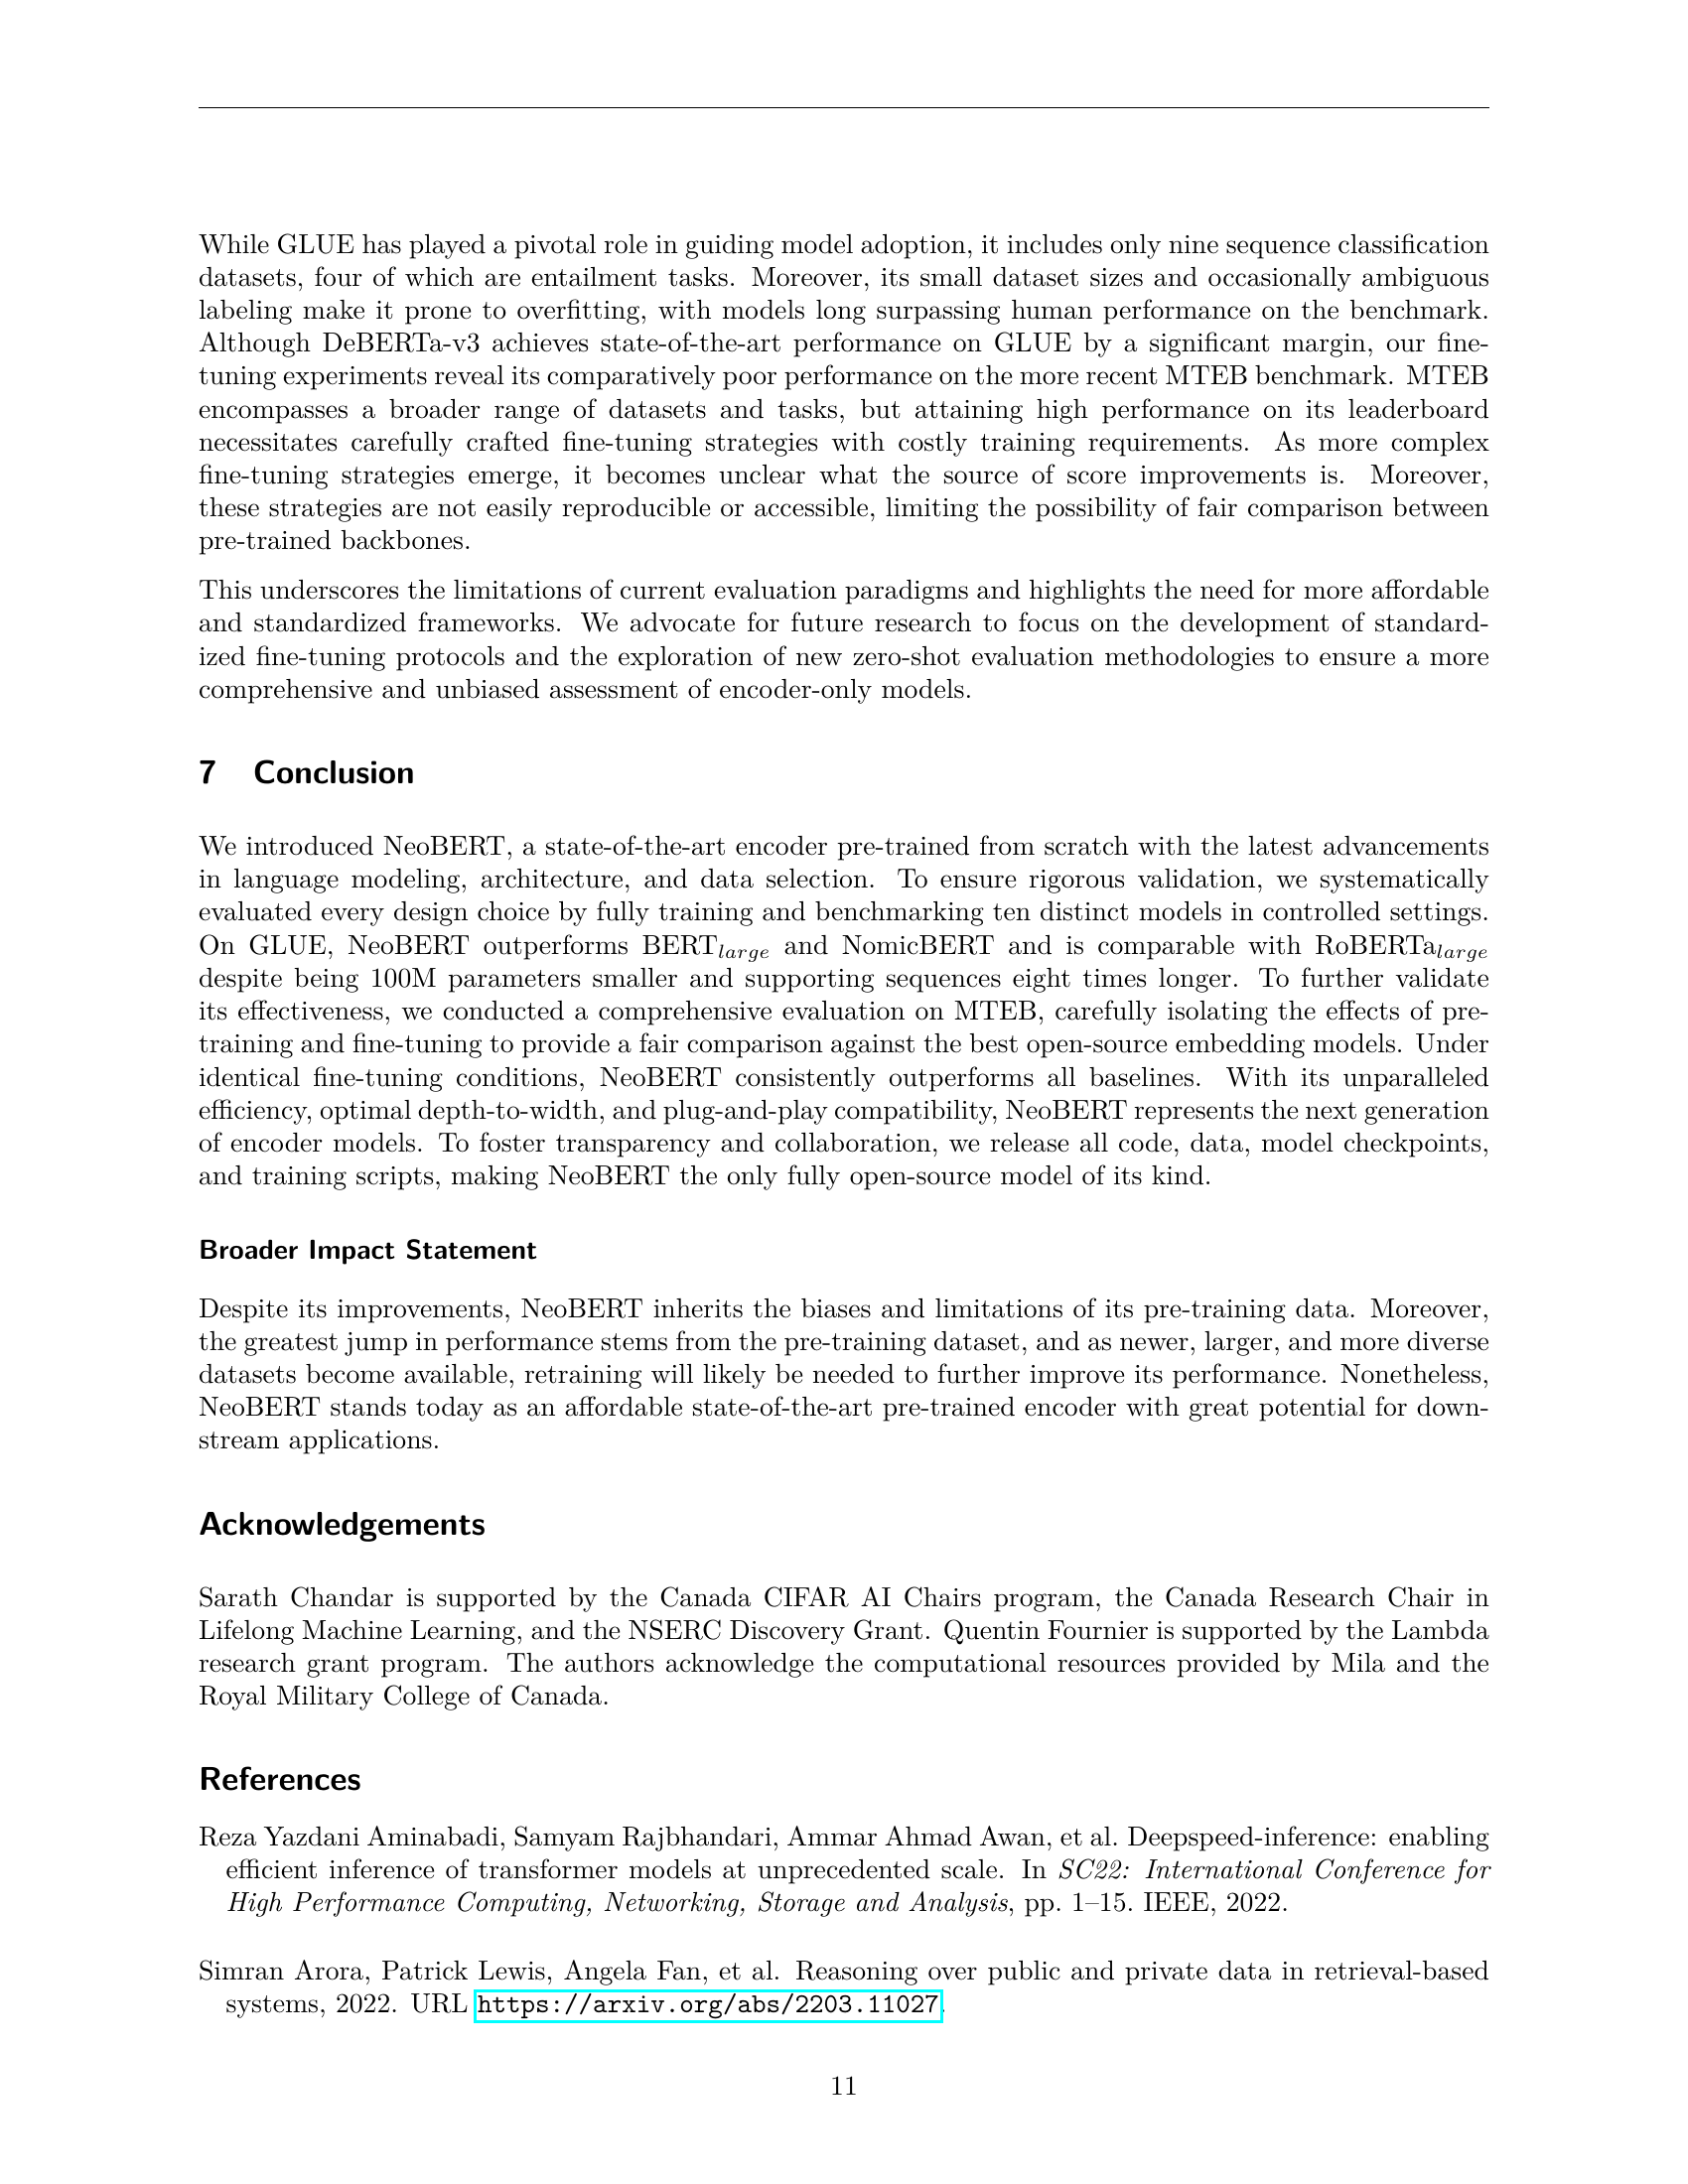 While GLUE has played a pivotal role in guiding model adoption, it includes only nine sequence classification
datasets, four of which are entailment tasks. Moreover, its small dataset sizes and occasionally ambiguous
labeling make it prone to overfitting, with models long surpassing human performance on the benchmark.
Although DeBERTa-v3 achieves state-of-the-art performance on GLUE by a significant margin, our fine-
tuning experiments reveal its comparatively poor performance on the more recent MTEB benchmark. MTEB
encompasses a broader range of datasets and tasks, but attaining high performance on its leaderboard
necessitates carefully crafted fine-tuning strategies with costly training requirements. As more complex
fine-tuning strategies emerge, it becomes unclear what the source of score improvements is. Moreover,
these strategies are not easily reproducible or accessible, limiting the possibility of fair comparison between
pre-trained backbones.
This underscores the limitations of current evaluation paradigms and highlights the need for more affordable
and standardized frameworks. We advocate for future research to focus on the development of standard-
ized fine-tuning protocols and the exploration of new zero-shot evaluation methodologies to ensure a more
comprehensive and unbiased assessment of encoder-only models.
7 Conclusion
We introduced NeoBERT, a state-of-the-art encoder pre-trained from scratch with the latest advancements
in language modeling, architecture, and data selection. To ensure rigorous validation, we systematically
evaluated every design choice by fully training and benchmarking ten distinct models in controlled settings.
On GLUE, NeoBERT outperforms BERTlarge and NomicBERT and is comparable with RoBERTalarge
despite being 100M parameters smaller and supporting sequences eight times longer. To further validate
its effectiveness, we conducted a comprehensive evaluation on MTEB, carefully isolating the effects of pre-
training and fine-tuning to provide a fair comparison against the best open-source embedding models. Under
identical fine-tuning conditions, NeoBERT consistently outperforms all baselines. With its unparalleled
efficiency, optimal depth-to-width, and plug-and-play compatibility, NeoBERT represents the next generation
of encoder models. To foster transparency and collaboration, we release all code, data, model checkpoints,
and training scripts, making NeoBERT the only fully open-source model of its kind.
Broader Impact Statement
Despite its improvements, NeoBERT inherits the biases and limitations of its pre-training data. Moreover,
the greatest jump in performance stems from the pre-training dataset, and as newer, larger, and more diverse
datasets become available, retraining will likely be needed to further improve its performance. Nonetheless,
NeoBERT stands today as an affordable state-of-the-art pre-trained encoder with great potential for down-
stream applications.
Acknowledgements
Sarath Chandar is supported by the Canada CIFAR AI Chairs program, the Canada Research Chair in
Lifelong Machine Learning, and the NSERC Discovery Grant. Quentin Fournier is supported by the Lambda
research grant program. The authors acknowledge the computational resources provided by Mila and the
Royal Military College of Canada.
References
Reza Yazdani Aminabadi, Samyam Rajbhandari, Ammar Ahmad Awan, et al. Deepspeed-inference: enabling
efficient inference of transformer models at unprecedented scale. In SC22: International Conference for
High Performance Computing, Networking, Storage and Analysis, pp. 1–15. IEEE, 2022.
Simran Arora, Patrick Lewis, Angela Fan, et al. Reasoning over public and private data in retrieval-based
systems, 2022. URL https://arxiv.org/abs/2203.11027.
11